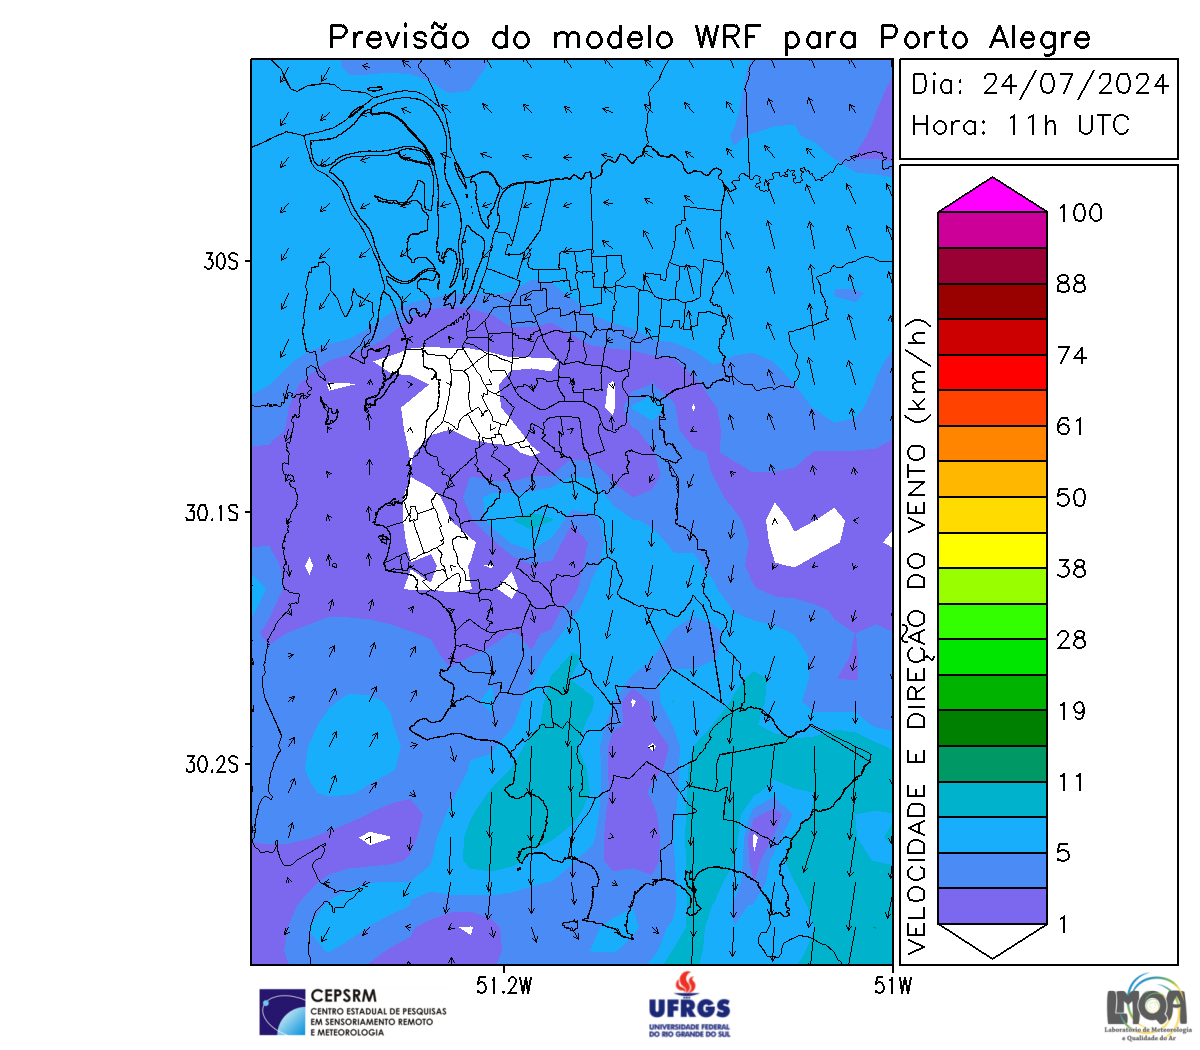 Previsão do modelo WRF para Porto Alegre
Dia: 24/07/2024
Hora: 11h UTC
30S
30.1S
30.2S
51.2W
51W
VELOCIDADE E DIREÇÃO DO VENTO (km/h)
100
88
74
61
50
38
28
19
11
5
1
CEPSRM
CENTRO ESTADUAL DE PESQUISAS
EM SENSORIAMENTO REMOTO
E METEOROLOGIA
UFRGS
UNIVERSIDADE FEDERAL
DO RIO GRANDE DO SUL
LMQA
Laboratório de Meteorologia
e Qualidade do Ar